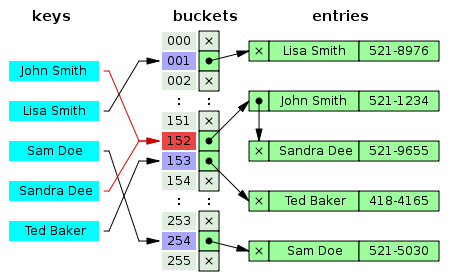 keys buckets entries
000 ×
× Lisa Smith 521-8976
001
John Smith
002 ×
: :
Lisa Smith
John Smith 521-1234
151 ×
152
Sam Doe
× Sandra Dee 521-9655
153
154 ×
Sandra Dee
: :
× Ted Baker 418-4165
253 ×
Ted Baker
254
× Sam Doe 521-5030
255 ×